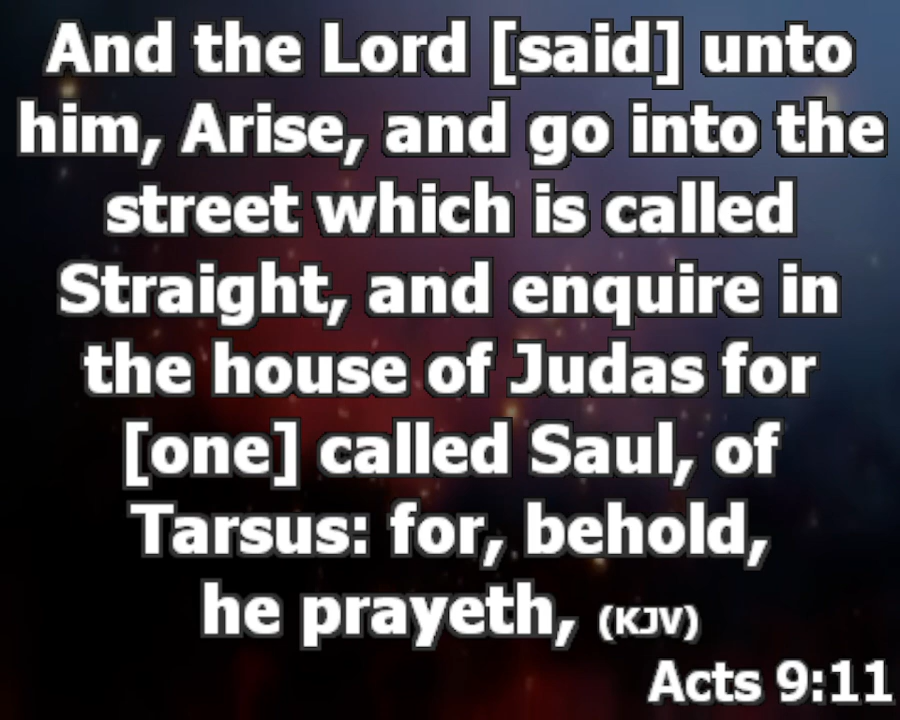 And the Lord [said] unto
him, Arise, and go into the
street which is called
Straight, and enquire in
the house of Judas for
[one] called Saul, of
Tarsus: for, behold,
he prayeth, (KJV)
Acts 9:11